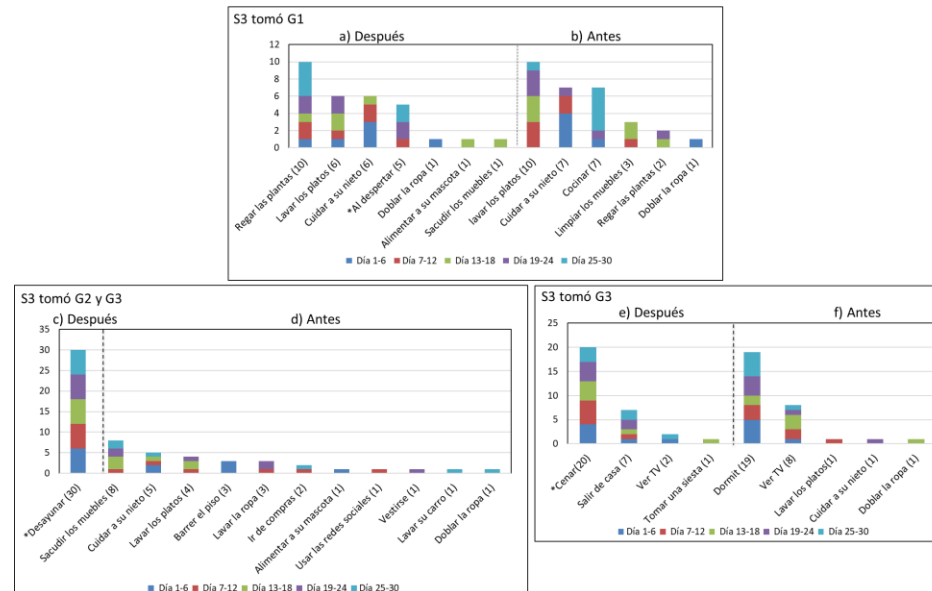 S3 tomó G1
a) Después
b) Antes
12
10
8
6
4
2
0
Regar las plantas (10)
Lavar los platos (6)
Cuidar a su nieto (6)
*Al despertar (5)
Doblar la ropa (1)
Alimentar a su mascota (1)
Sacudir los muebles (1)
lavar los platos (10)
Cuidar a su nieto (7)
Cocinar (7)
Limpiar los muebles (3)
Regar las plantas (2)
Doblar la ropa (1)
Día 1-6 Día 7-12 Día 13-18 Día 19-24 Día 25-30
S3 tomó G2 y G3
c) Después
d) Antes
35
30
25
20
15
10
5
0
*Desayunar (30)
Sacudir los muebles (8)
Cuidar a su nieto (5)
Lavar los platos (4)
Barrer el piso (3)
Lavar la ropa (3)
Ir de compras (2)
Alimentar a su mascota (1)
Usar las redes sociales (1)
Vestirse (1)
Lavar su carro (1)
Doblar la ropa (1)
Día 1-6 Día 7-12 Día 13-18 Día 19-24 Día 25-30
S3 tomó G3
e) Después
f) Antes
25
20
15
10
5
0
*Cenar(20)
Salir de casa (7)
Ver TV (2)
Tomar una siesta (1)
Dormit (19)
Ver TV (8)
Lavar los platos(1)
Cuidar a su nieto (1)
Doblar la ropa (1)
Día 1-6 Día 7-12 Día 13-18 Día 19-24 Día 25-30